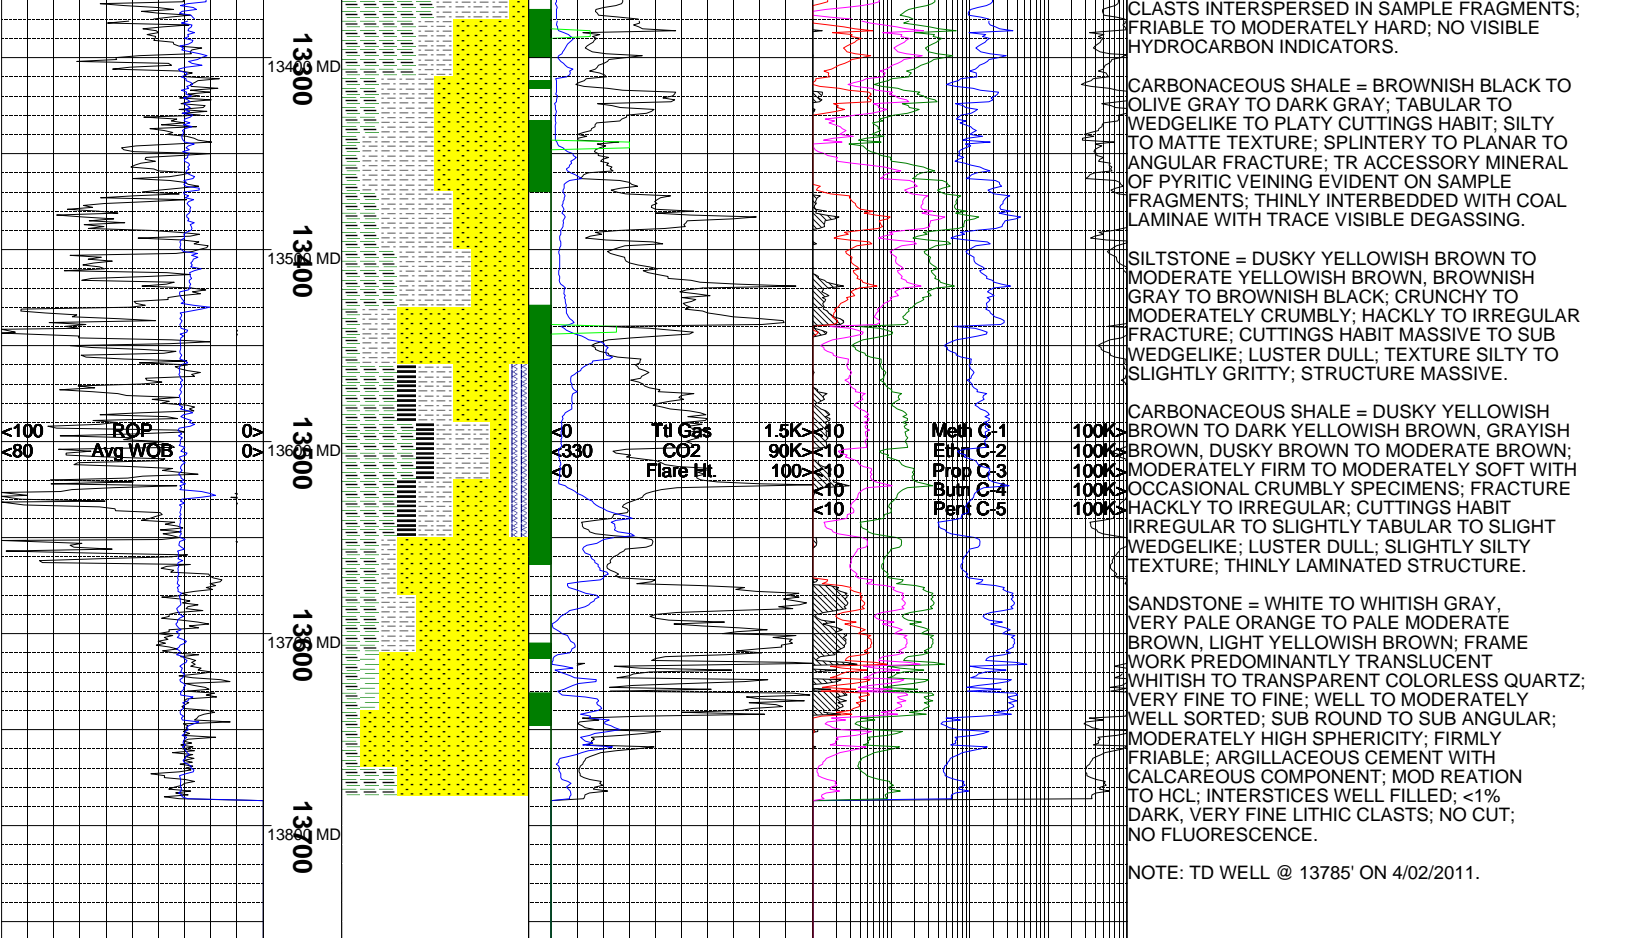 CLASTS INTERSPERSED IN SAMPLE FRAGMENTS;
FRIABLE TO MODERATELY HARD; NO VISIBLE
HYDROCARBON INDICATORS.
CARBONACEOUS SHALE = BROWNISH BLACK TO
OLIVE GRAY TO DARK GRAY; TABULAR TO
WEDGELIKE TO PLATY CUTTINGS HABIT; SILTY
TO MATTE TEXTURE; SPLINTERY TO PLANAR TO
ANGULAR FRACTURE; TR ACCESSORY MINERAL
OF PYRITIC VEINING EVIDENT ON SAMPLE
FRAGMENTS; THINLY INTERBEDDED WITH COAL
LAMINAE WITH TRACE VISIBLE DEGASSING.
SILTSTONE = DUSKY YELLOWISH BROWN TO
MODERATE YELLOWISH BROWN, BROWNISH
GRAY TO BROWNISH BLACK; CRUNCHY TO
MODERATELY CRUMBLY; HACKLY TO IRREGULAR
FRACTURE; CUTTINGS HABIT MASSIVE TO SUB
WEDGELIKE; LUSTER DULL; TEXTURE SILTY TO
SLIGHTLY GRITTY; STRUCTURE MASSIVE.
CARBONACEOUS SHALE = DUSKY YELLOWISH
BROWN TO DARK YELLOWISH BROWN, GRAYISH
BROWN, DUSKY BROWN TO MODERATE BROWN;
MODERATELY FIRM TO MODERATELY SOFT WITH
OCCASIONAL CRUMBLY SPECIMENS; FRACTURE
HACKLY TO IRREGULAR; CUTTINGS HABIT
IRREGULAR TO SLIGHTLY TABULAR TO SLIGHT
WEDGELIKE; LUSTER DULL; SLIGHTLY SILTY
TEXTURE; THINLY LAMINATED STRUCTURE.
SANDSTONE = WHITE TO WHITISH GRAY,
VERY PALE ORANGE TO PALE MODERATE
BROWN, LIGHT YELLOWISH BROWN; FRAME
WORK PREDOMINANTLY TRANSLUCENT
WHITISH TO TRANSPARENT COLORLESS QUARTZ;
VERY FINE TO FINE; WELL TO MODERATELY
WELL SORTED; SUB ROUND TO SUB ANGULAR;
MODERATELY HIGH SPHERICITY; FIRMLY
FRIABLE; ARGILLACEOUS CEMENT WITH
CALCAREOUS COMPONENT; MOD REATION
TO HCL; INTERSTICES WELL FILLED; <1%
DARK, VERY FINE LITHIC CLASTS; NO CUT;
NO FLUORESCENCE.
NOTE: TD WELL @ 13785' ON 4/02/2011.
13400 MD
13300
13500 MD
13400
13600 MD
13500
13700 MD
13600
13800 MD
13700
<100 ROP 0>
<80 Avg WOB 0>
<0 Ttl Gas 1.5K>
<330 CO2 90K>
<0 Flare Ht. 100>
<10 Meth C-1 100K>
<10 Etha C-2 100K>
<10 Prop C-3 100K>
<10 Butn C-4 100K>
<10 Pent C-5 100K>